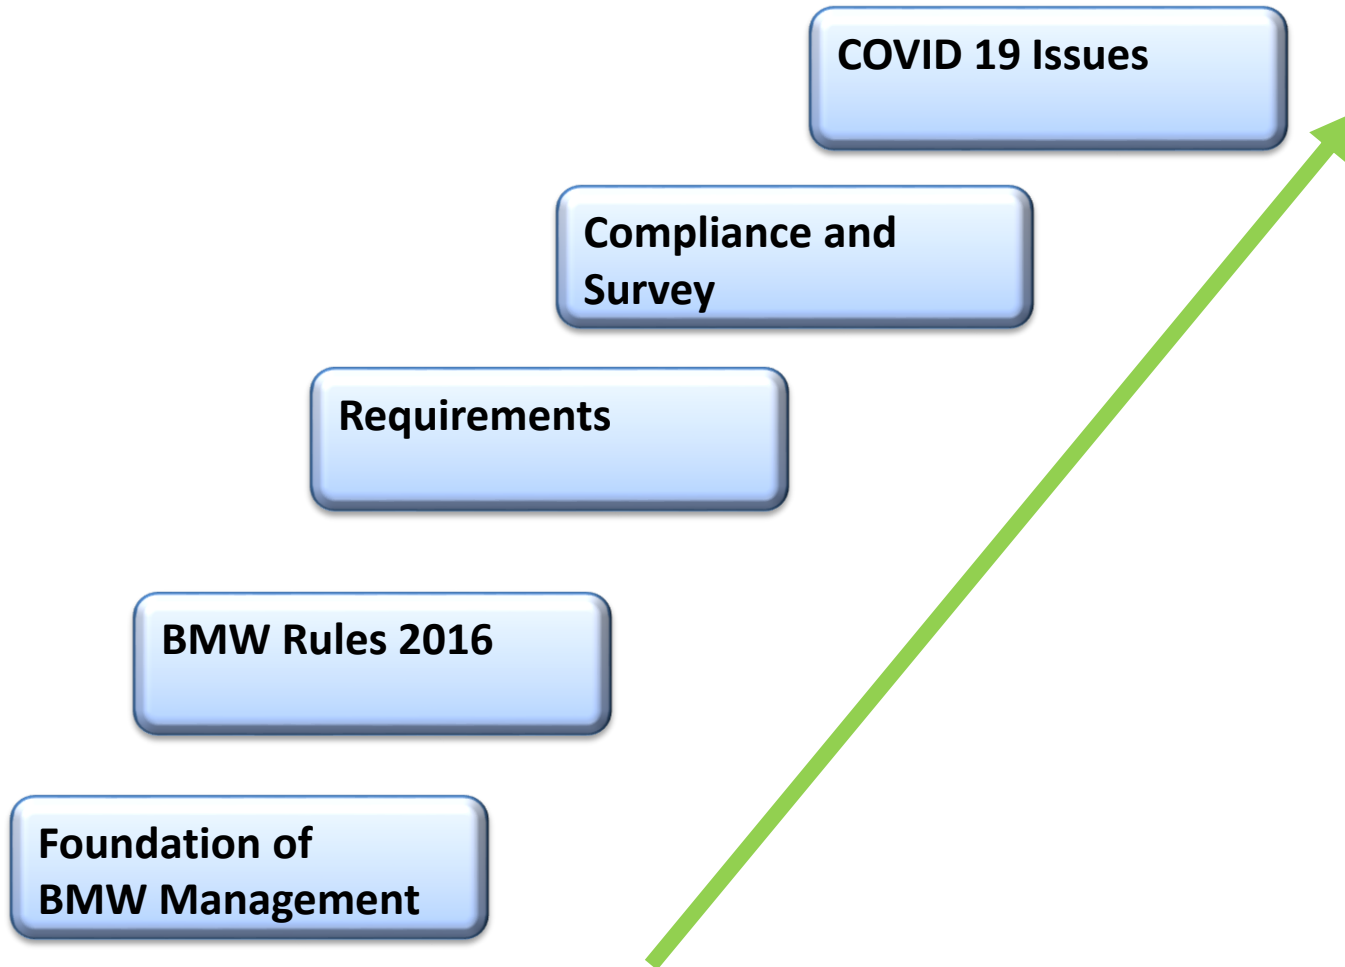 COVID 19 Issues
Compliance and
Survey
Requirements
BMW Rules 2016
Foundation of
BMW Management